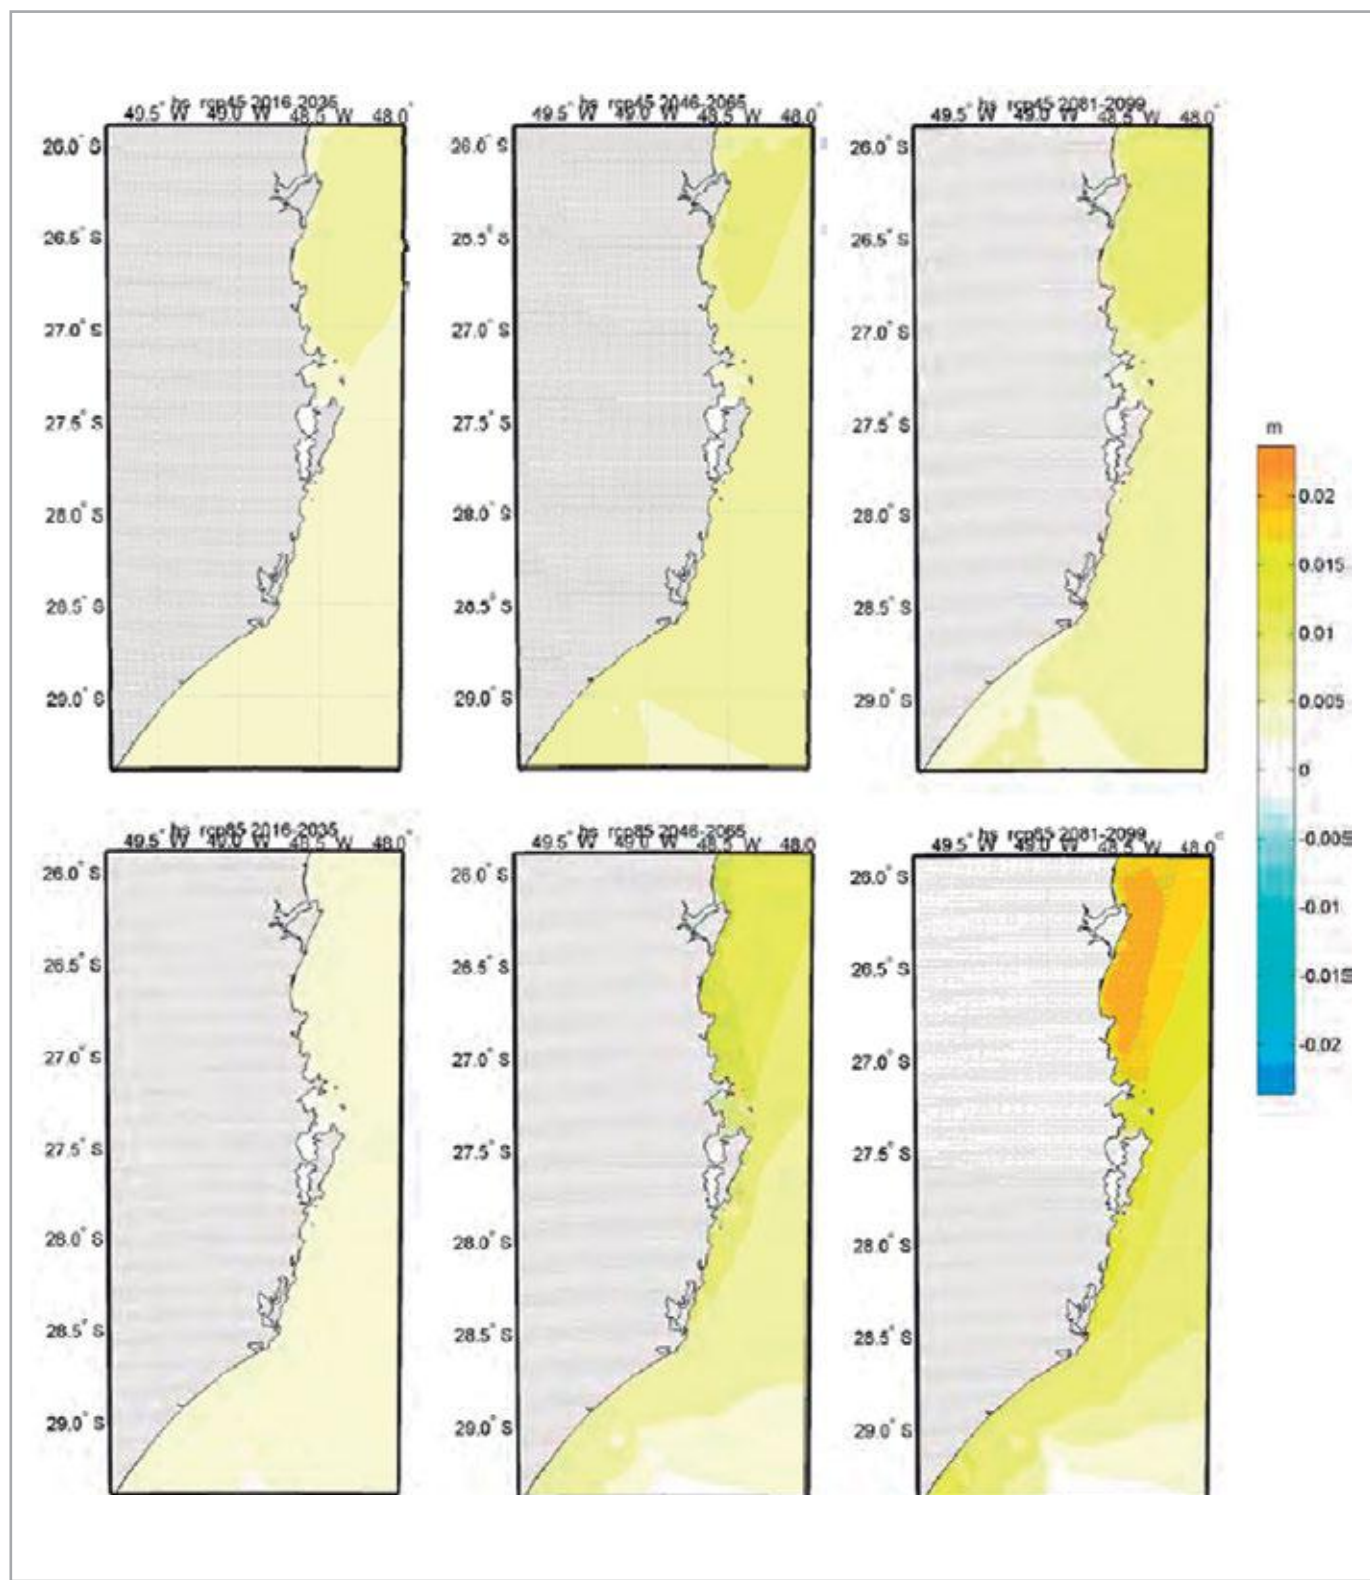 hs rcp45 2016-2035
49.5° W 49.0° W 48.5° W 48.0°
26.0° S
26.5° S
27.0° S
27.5° S
28.0° S
28.5° S
29.0° S
hs rcp45 2046-2065
49.5° W 49.0° W 48.5° W 48.0°
26.0° S
26.5° S
27.0° S
27.5° S
28.0° S
28.5° S
29.0° S
hs rcp45 2081-2099
49.5° W 49.0° W 48.5° W 48.0°
26.0° S
26.5° S
27.0° S
27.5° S
28.0° S
28.5° S
29.0° S
hs rcp85 2016-2035
49.5° W 49.0° W 48.5° W 48.0°
26.0° S
26.5° S
27.0° S
27.5° S
28.0° S
28.5° S
29.0° S
hs rcp85 2046-2065
49.5° W 49.0° W 48.5° W 48.0°
26.0° S
26.5° S
27.0° S
27.5° S
28.0° S
28.5° S
29.0° S
hs rcp85 2081-2099
49.5° W 49.0° W 48.5° W 48.0°
26.0° S
26.5° S
27.0° S
27.5° S
28.0° S
28.5° S
29.0° S
m
0.02
0.015
0.01
0.005
0
-0.005
-0.01
-0.015
-0.02